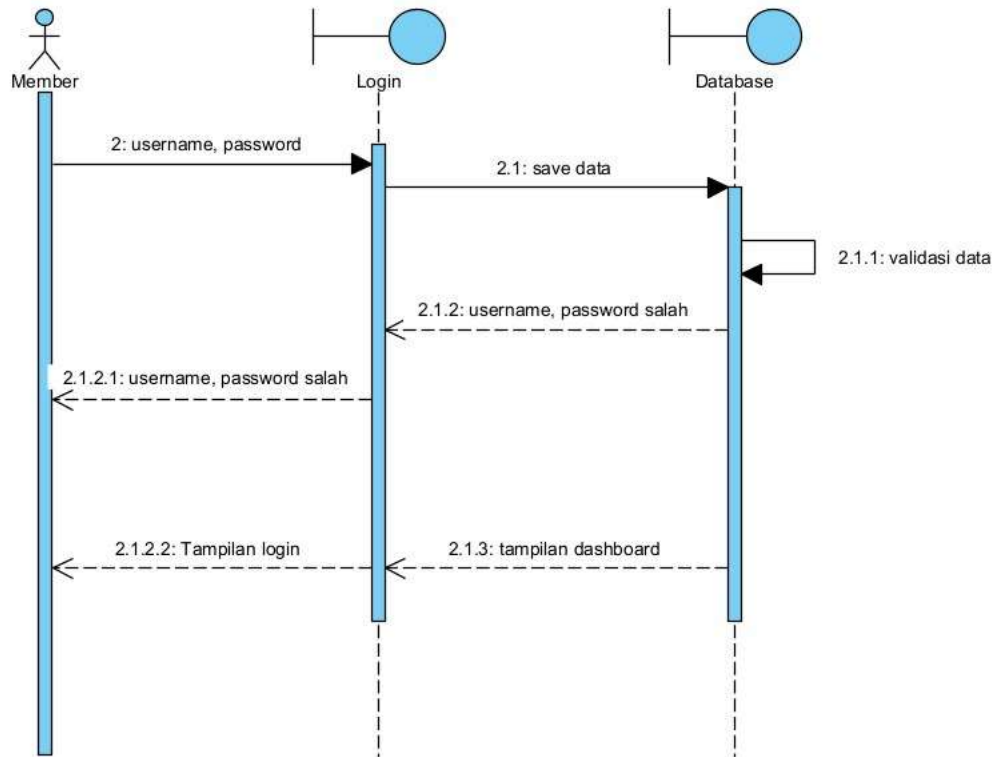 Member
Login
Database
2: username, password
2.1: save data
2.1.1: validasi data
2.1.2: username, password salah
2.1.2.1: username, password salah
2.1.2.2: Tampilan login
2.1.3: tampilan dashboard